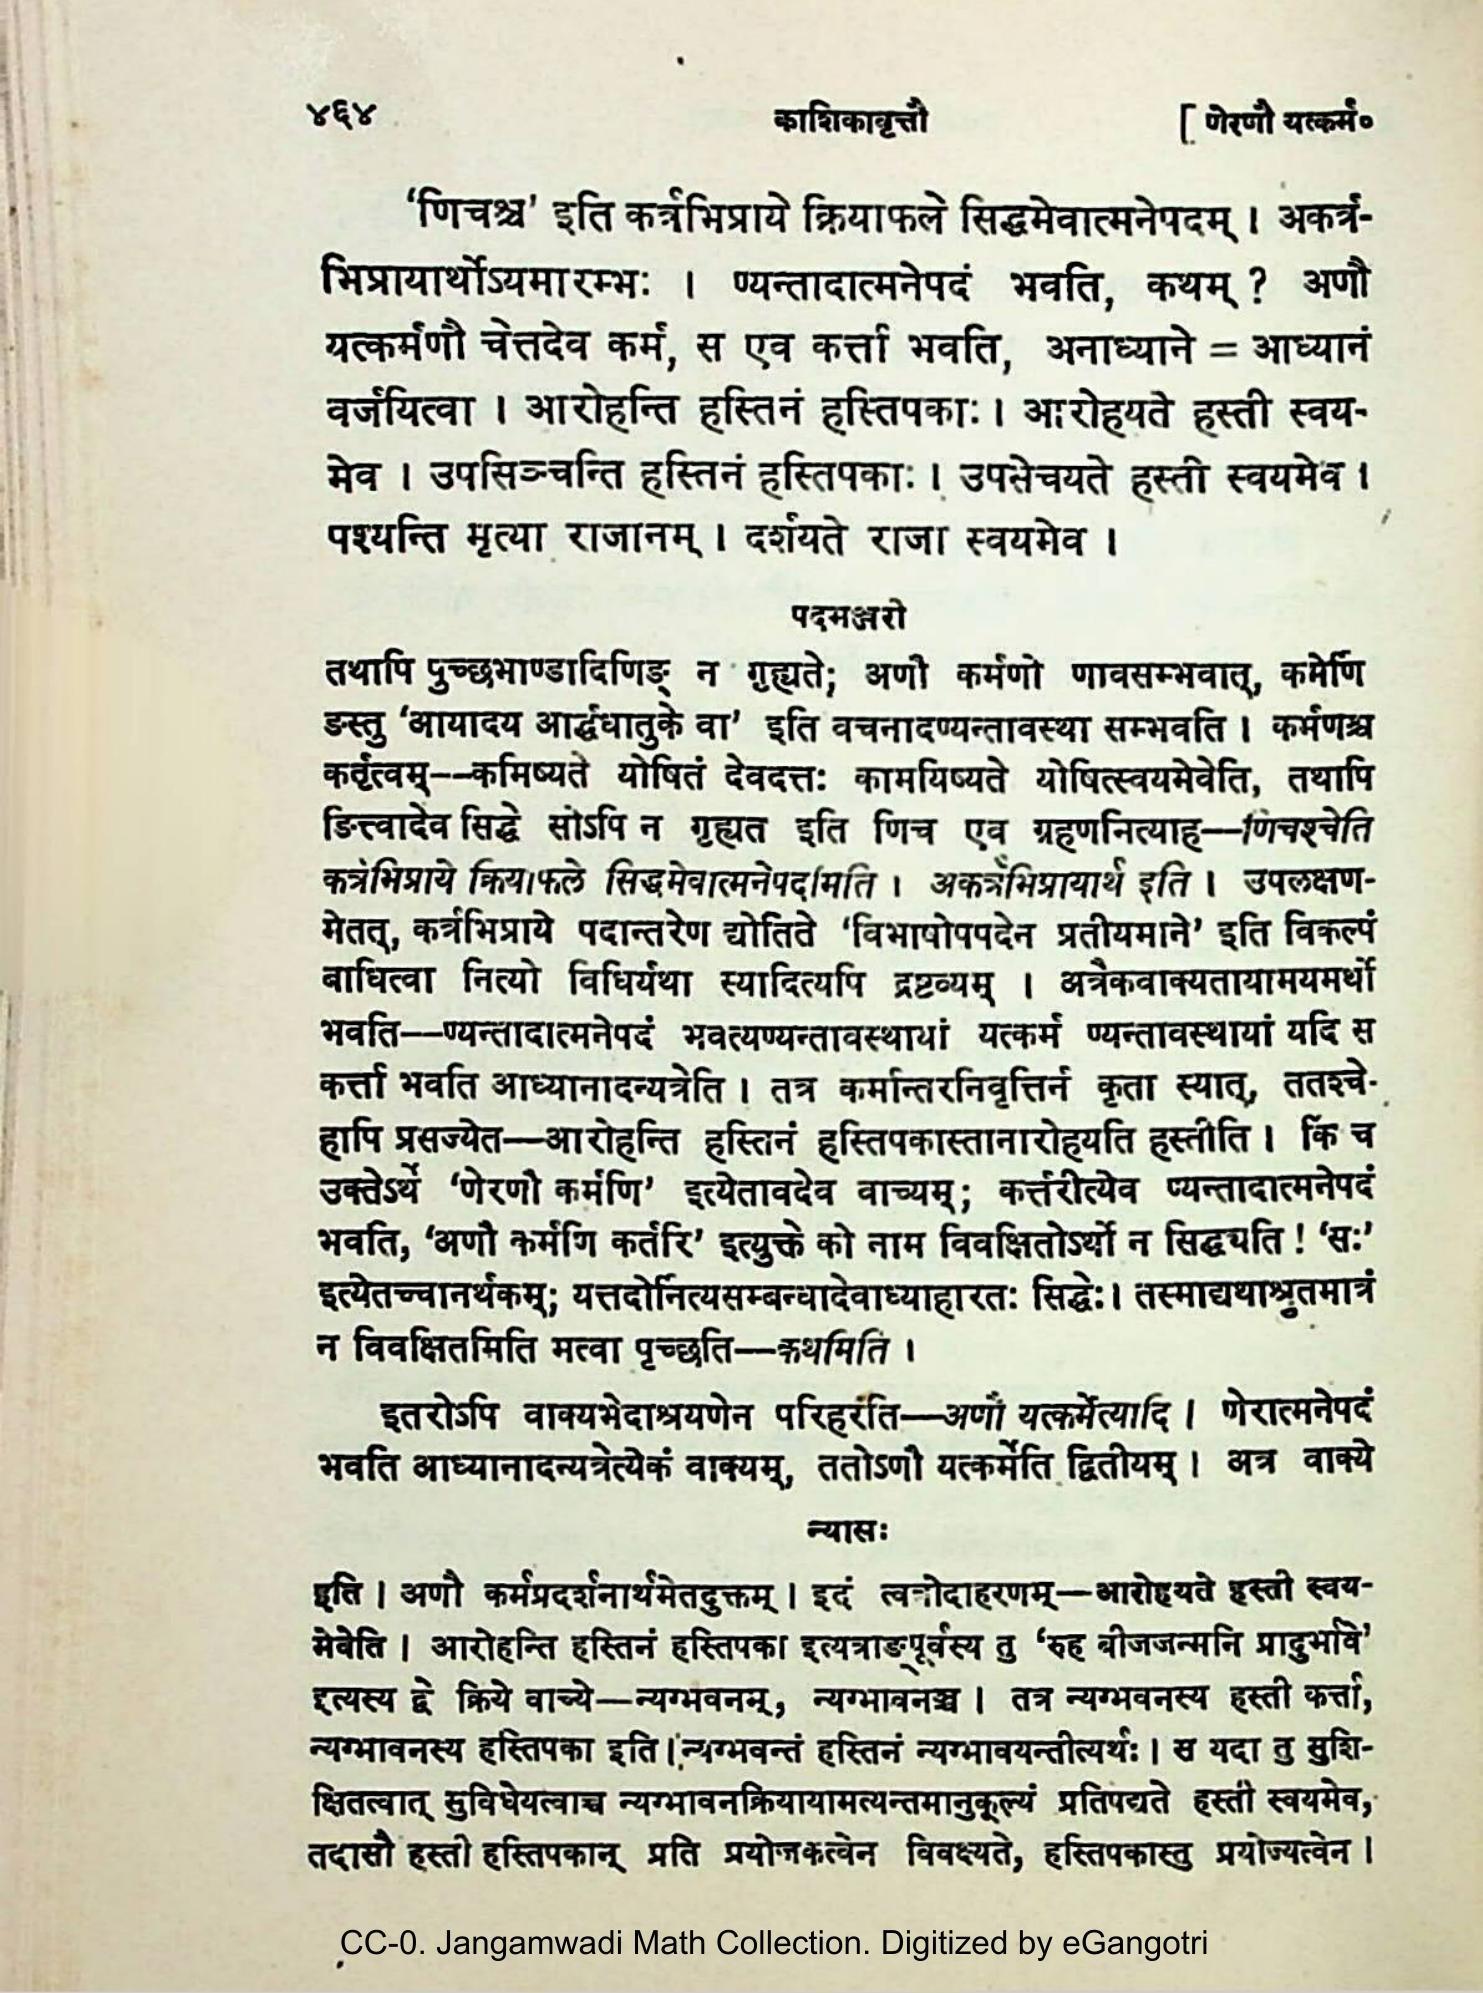 ४६४ काशिकावृत्तौ [ णेरणौ यत्कर्म०
‘णिचश्च’ इति कर्त्रभिप्राये क्रियाफले सिद्धमेवात्मनेपदम् । अकर्त्र-
भिप्रायार्थोऽयमारम्भः । ण्यन्तादात्मनेपदं भवति, कथम् ? अणौ
यत्कर्मणौ चेत्तदेव कर्म, स एव कर्त्ता भवति, अनाध्याने = आध्यानं
वर्जयित्वा । आरोहन्ति हस्तिनं हस्तिपकाः । आरोहयते हस्ती स्वय-
मेव । उपसिञ्चन्ति हस्तिनं हस्तिपकाः । उपसेचयते हस्ती स्वयमेव ।
पश्यन्ति भृत्या राजानम् । दर्शयते राजा स्वयमेव ।
पदमञ्जरी
तथापि पुच्छभाण्डादिणिङ् न गृह्यते; अणौ कर्मणो णावसम्भवात्, कमेर्णि
ङस्तु ‘आयादय आर्द्धधातुके वा’ इति वचनादण्यन्तावस्था सम्भवति । कर्मणश्च
कर्तृत्वम्--कमिष्यते योषितं देवदत्तः कामयिष्यते योषित्स्वयमेवेति, तथापि
ङित्त्वादेव सिद्धे सोऽपि न गृह्यत इति णिच एव ग्रहणनित्याह—णिचश्चेति
कर्त्रभिप्राये क्रियाफले सिद्धमेवात्मनेपदमिति । अकर्त्रभिप्रायार्थ इति । उपलक्षण-
मेतत्, कर्त्रभिप्राये पदान्तरेण द्योतिते ‘विभाषोपपदेन प्रतीयमाने’ इति विकल्पं
बाधित्वा नित्यो विधिर्यथा स्यादित्यपि द्रष्टव्यम् । अत्रैकवाक्यतायामयमर्थो
भवति—ण्यन्तादात्मनेपदं भवत्यण्यन्तावस्थायां यत्कर्म ण्यन्तावस्थायां यदि स
कर्त्ता भवति आध्यानादन्यत्रेति । तत्र कर्मान्तरनिवृत्तिर्न कृता स्यात्, ततश्चे-
हापि प्रसज्येत—आरोहन्ति हस्तिनं हस्तिपकास्तानारोहयति हस्तीति । किं च
उक्तेऽर्थे ‘णेरणौ कर्मणि’ इत्येतावदेव वाच्यम्; कर्त्तरीत्येव ण्यन्तादात्मनेपदं
भवति, ‘अणौ कर्मणि कर्तरि’ इत्युक्ते को नाम विवक्षितोऽर्थो न सिद्ध्यति ! ‘सः’
इत्येतच्चानर्थकम्; यत्तदोर्नित्यसम्बन्धादेवाध्याहारतः सिद्धेः । तस्माद्यथाश्रुतमात्रं
न विवक्षितमिति मत्वा पृच्छति—कथमिति ।
इतरोऽपि वाक्यभेदाश्रयणेन परिहरति—अणौ यत्कर्मेत्यादि । णेरात्मनेपदं
भवति आध्यानादन्यत्रेत्येकं वाक्यम्, ततोऽणौ यत्कर्मेति द्वितीयम् । अत्र वाक्ये
न्यासः
इति । अणौ कर्मप्रदर्शनार्थमेतदुक्तम् । इदं त्वत्रोदाहरणम्—आरोहयते हस्ती स्वय-
मेवेति । आरोहन्ति हस्तिनं हस्तिपका इत्यत्राङ्पूर्वस्य तु ‘रुह बीजजन्मनि प्रादुर्भावे’
इत्यस्य द्वे क्रिये वाच्ये—न्यग्भवनम्, न्यग्भावनञ्च । तत्र न्यग्भवनस्य हस्ती कर्त्ता,
न्यग्भावनस्य हस्तिपका इति । न्यग्भवन्तं हस्तिनं न्यग्भावयन्तीत्यर्थः । स यदा तु सुशि-
क्षितत्वात् सुविधेयत्वाच्च न्यग्भावनक्रियायामत्यन्तमानुकूल्यं प्रतिपद्यते हस्ती स्वयमेव,
तदासौ हस्ती हस्तिपकान् प्रति प्रयोजकत्वेन विवक्ष्यते, हस्तिपकास्तु प्रयोज्यत्वेन ।
CC-0. Jangamwadi Math Collection. Digitized by eGangotri